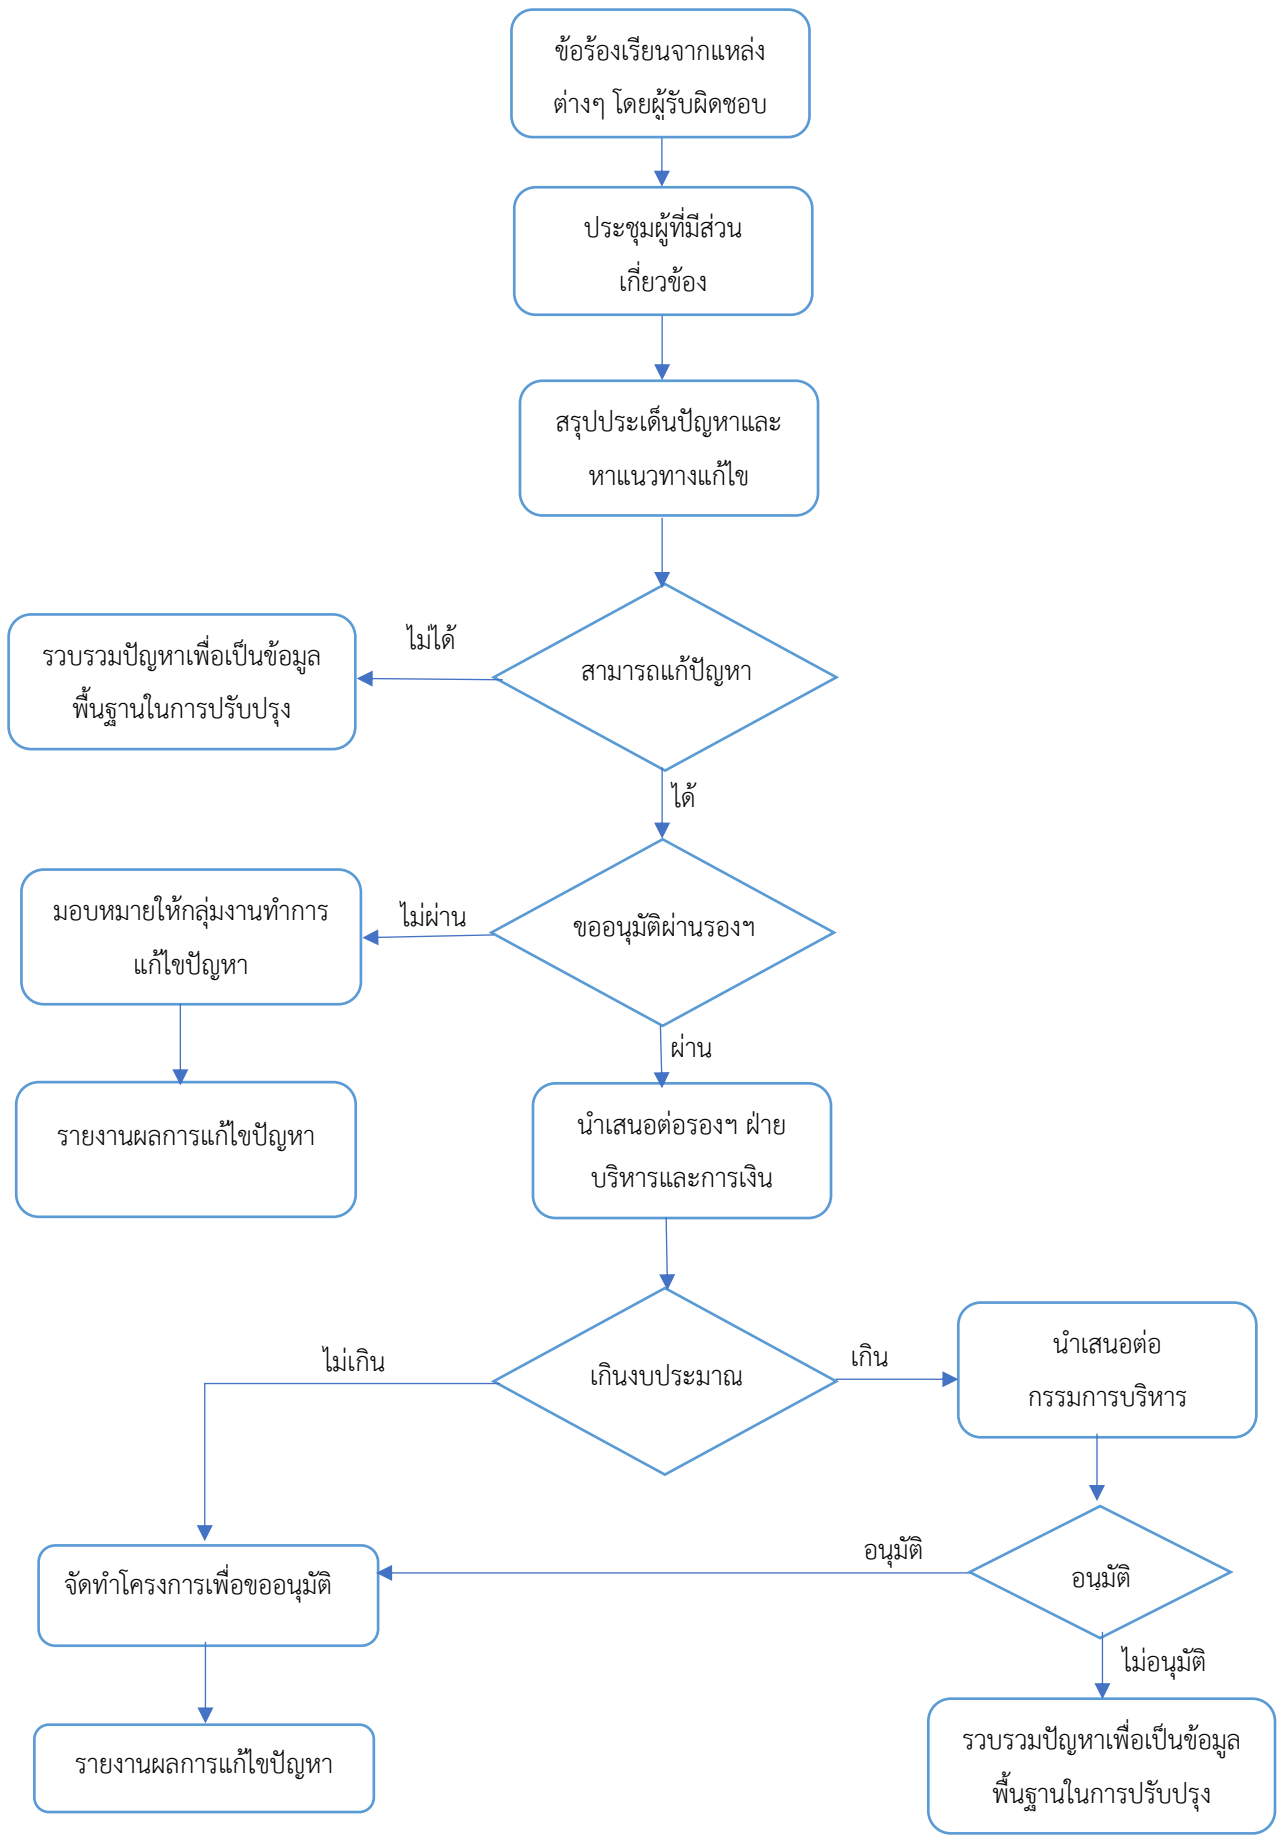 ข้อร้องเรียนจากแหล่ง
ต่างๆ โดยผู้รับผิดชอบ
ประชุมผู้ที่มีส่วน
เกี่ยวข้อง
สรุปประเด็นปัญหาและ
หาแนวทางแก้ไข
สามารถแก้ปัญหา
ไม่ได้
รวบรวมปัญหาเพื่อเป็นข้อมูล
พื้นฐานในการปรับปรุง
ได้
ขออนุมัติผ่านรองฯ
ไม่ผ่าน
มอบหมายให้กลุ่มงานทำการ
แก้ไขปัญหา
รายงานผลการแก้ไขปัญหา
ผ่าน
นำเสนอต่อรองฯ ฝ่าย
บริหารและการเงิน
เกินงบประมาณ
ไม่เกิน
เกิน
นำเสนอต่อ
กรรมการบริหาร
อนุมัติ
อนุมัติ
จัดทำโครงการเพื่อขออนุมัติ
รายงานผลการแก้ไขปัญหา
ไม่อนุมัติ
รวบรวมปัญหาเพื่อเป็นข้อมูล
พื้นฐานในการปรับปรุง